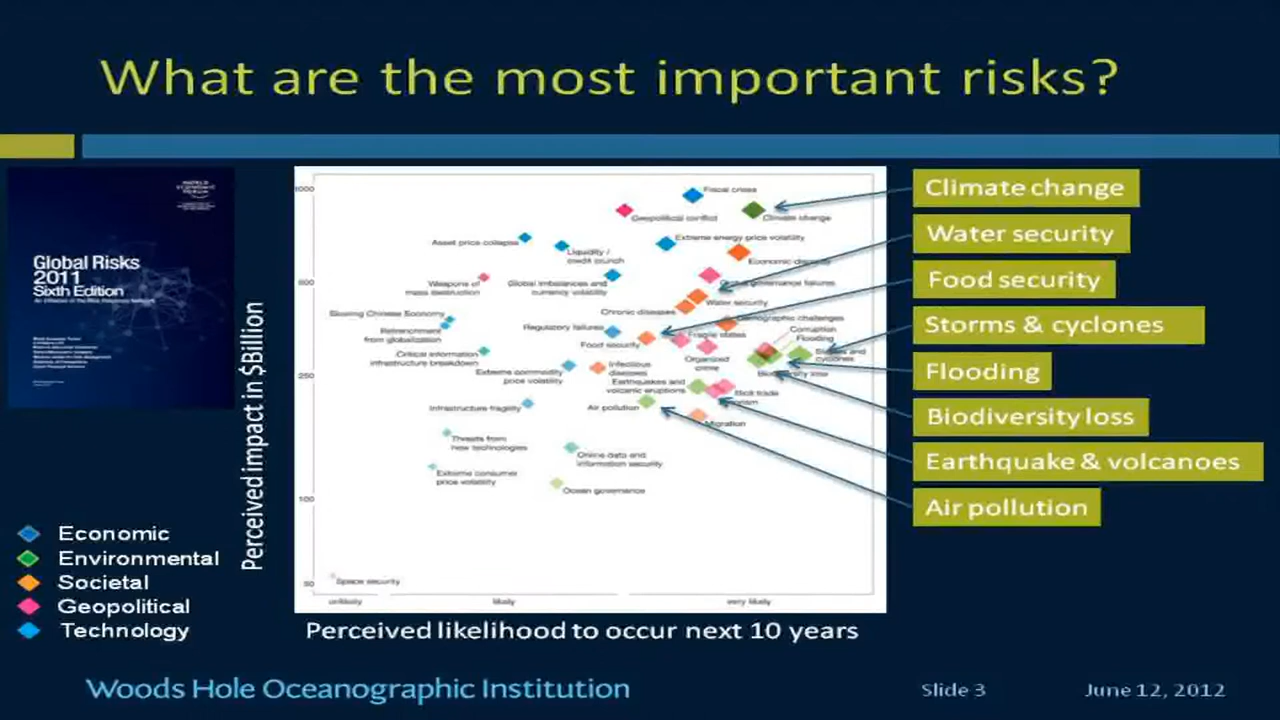 What are the most important risks?
WORLD
ECONOMIC
FORUM
Global Risks
2011
Sixth Edition
Economic
Environmental
Societal
Geopolitical
Technology
Perceived impact in $Billion
1000
250
100
50
Fiscal crises
Geopolitical conflict
Climate change
Asset price collapse
Extreme energy price volatility
Liquidity /
credit crunch
Economic
Weapons of
mass destruction
Global imbalances and
currency volatility
governance failures
Water security
Slowing Chinese Economy
Chronic diseases
challenges
Retrenchment
from globalization
Regulatory failures
Fragile states
Corruption
Flooding
Food security
Critical information
infrastructure breakdown
Organized
crime
and
cyclones
Extreme commodity
price volatility
Infectious
diseases
Biodiversity loss
Earthquakes and
volcanic eruptions
Illicit trade
Infrastructure fragility
Air pollution
Migration
Threats from
new technologies
Online data and
information security
Extreme consumer
price volatility
Ocean governance
Space security
unlikely
likely
very likely
Perceived likelihood to occur next 10 years
Climate change
Water security
Food security
Storms & cyclones
Flooding
Biodiversity loss
Earthquake & volcanoes
Air pollution
Woods Hole Oceanographic Institution
Slide 3
June 12, 2012